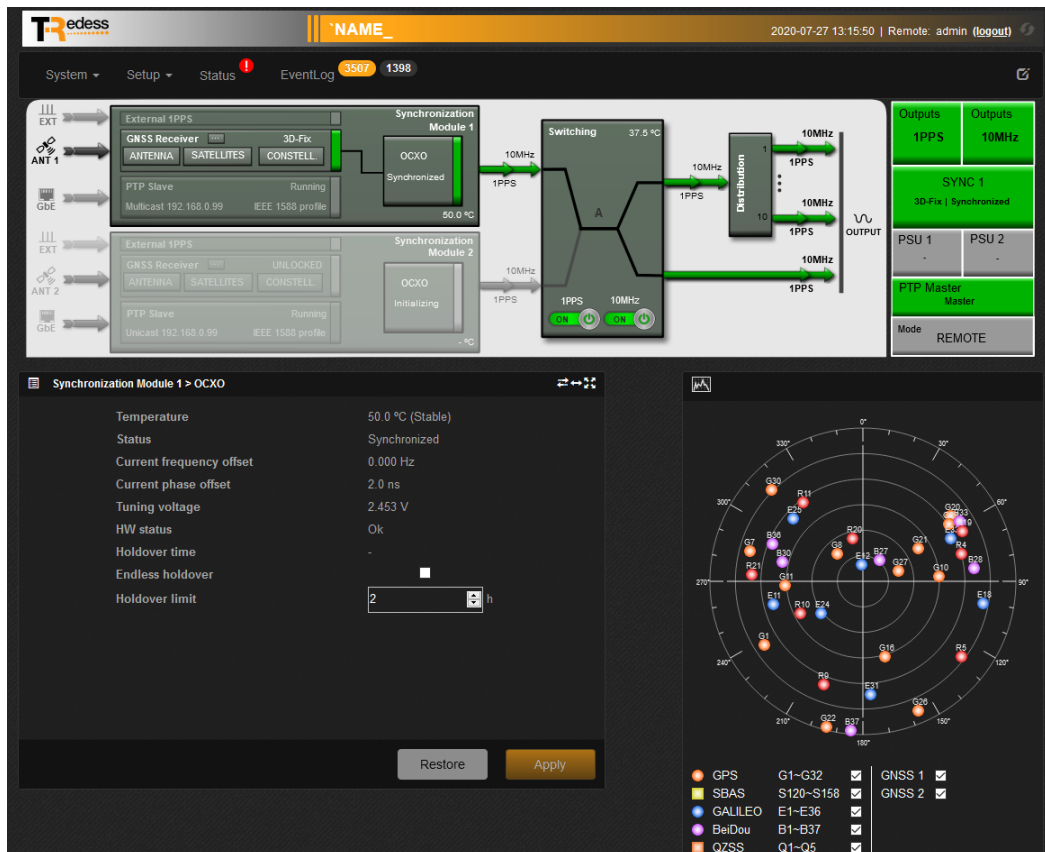 TRedess
`NAME_
2020-07-27 13:15:50 | Remote: admin (logout)
System Setup Status ! EventLog 3507 1398
EXT
ANT 1
GbE
External 1PPS
GNSS Receiver 3D-Fix
ANTENNA SATELLITES CONSTELL.
PTP Slave Running
Multicast 192.168.0.99 IEEE 1588 profile
Synchronization
Module 1
OCXO
Synchronized
50.0 ºC
10MHz
1PPS
EXT
ANT 2
GbE
External 1PPS
GNSS Receiver UNLOCKED
ANTENNA SATELLITES CONSTELL.
PTP Slave Running
Unicast 192.168.0.99 IEEE 1588 profile
Synchronization
Module 2
OCXO
Initializing
- ºC
10MHz
1PPS
Switching 37.5 ºC
A
1PPS 10MHz
ON ON
10MHz
1PPS
Distribution
1
10
10MHz
1PPS
10MHz
1PPS
10MHz
1PPS
OUTPUT
Outputs Outputs
1PPS 10MHz
SYNC 1
3D-Fix | Synchronized
PSU 1 PSU 2
- -
PTP Master
Master
Mode
REMOTE
Synchronization Module 1 > OCXO
Temperature 50.0 ºC (Stable)
Status Synchronized
Current frequency offset 0.000 Hz
Current phase offset 2.0 ns
Tuning voltage 2.453 V
HW status Ok
Holdover time -
Endless holdover
Holdover limit 2 h
Restore Apply
0°
330° 30°
300° 60°
270° 90°
240° 120°
210° 150°
180°
G30
R11
E25
G20
R20
B36
G7
G8
E12
B27
G21
R4
B30
R21
G27
G10
B28
G11
E11
R10
E24
E18
G1
G16
R5
R9
E31
G26
G22
B37
GPS G1~G32
SBAS S120~S158
GALILEO E1~E36
BeiDou B1~B37
QZSS Q1~Q5
GNSS 1
GNSS 2